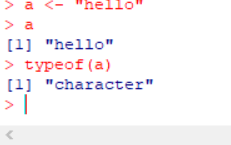 > a <- "hello"
> a
[1] "hello"
> typeof(a)
[1] "character"
>